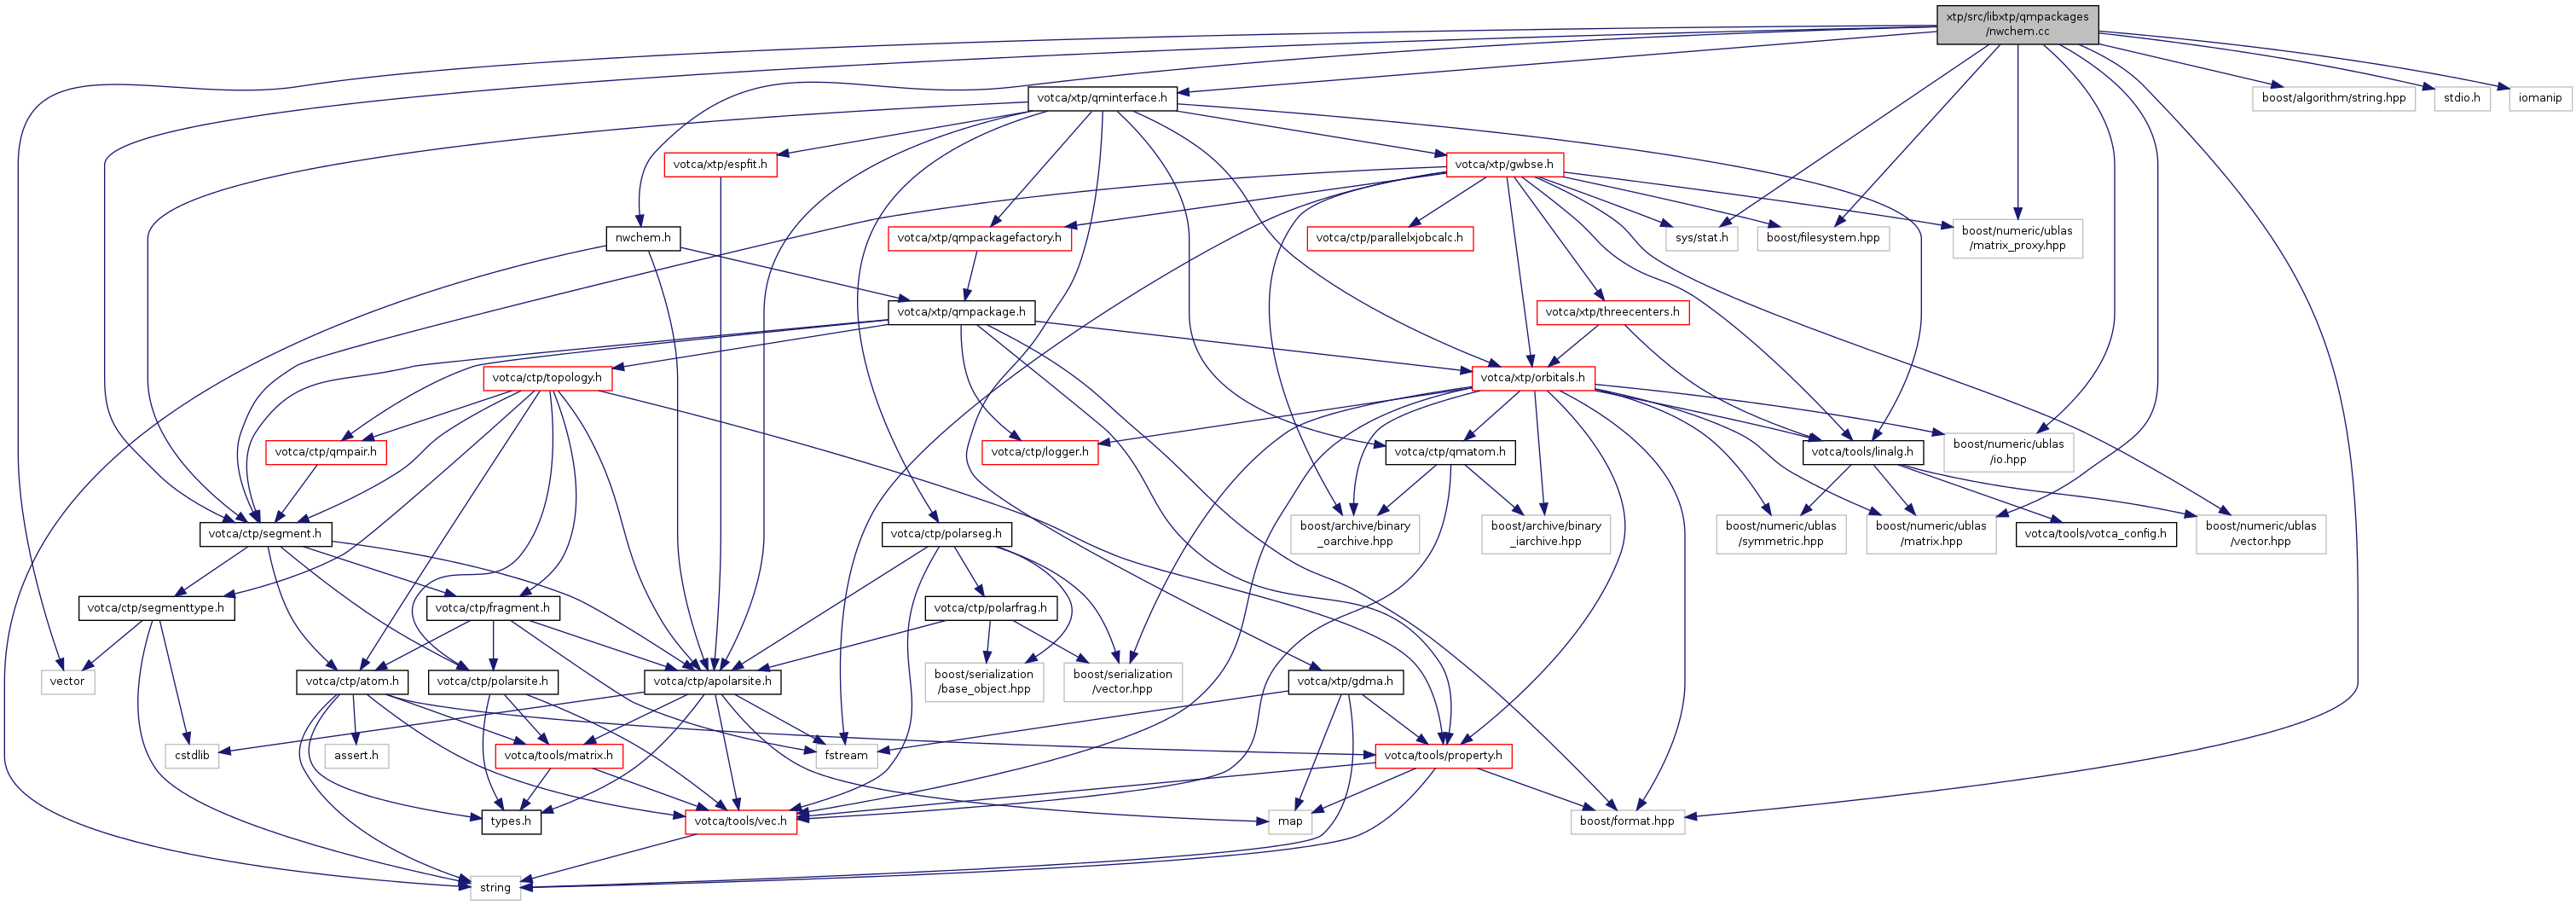 xtp/src/libxtp/qmpackages
/nwchem.cc
votca/xtp/qminterface.h
boost/algorithm/string.hpp
stdio.h
iomanip
votca/xtp/espfit.h
votca/xtp/gwbse.h
nwchem.h
votca/xtp/qmpackagefactory.h
votca/ctp/parallelxjobcalc.h
sys/stat.h
boost/filesystem.hpp
boost/numeric/ublas
/matrix_proxy.hpp
votca/xtp/qmpackage.h
votca/xtp/threecenters.h
votca/ctp/topology.h
votca/xtp/orbitals.h
votca/ctp/qmpair.h
votca/ctp/logger.h
votca/ctp/qmatom.h
votca/tools/linalg.h
boost/numeric/ublas
/io.hpp
votca/ctp/segment.h
votca/ctp/polarseg.h
boost/archive/binary
_oarchive.hpp
boost/archive/binary
_iarchive.hpp
boost/numeric/ublas
/symmetric.hpp
boost/numeric/ublas
/matrix.hpp
votca/tools/votca_config.h
boost/numeric/ublas
/vector.hpp
votca/ctp/segmenttype.h
votca/ctp/fragment.h
votca/ctp/polarfrag.h
vector
votca/ctp/atom.h
votca/ctp/polarsite.h
votca/ctp/apolarsite.h
boost/serialization
/base_object.hpp
boost/serialization
/vector.hpp
votca/xtp/gdma.h
cstdlib
assert.h
votca/tools/matrix.h
fstream
votca/tools/property.h
types.h
votca/tools/vec.h
map
boost/format.hpp
string